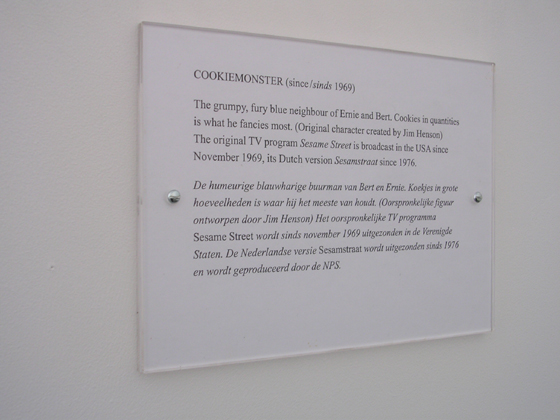 COOKIEMONSTER (since/sinds 1969)
The grumpy, fury blue neighbour of Ernie and Bert. Cookies in quantities
is what he fancies most. (Original character created by Jim Henson)
The original TV program Sesame Street is broadcast in the USA since
November 1969, its Dutch version Sesamstraat since 1976.
De humeurige blauwharige buurman van Bert en Ernie. Koekjes in grote
hoeveelheden is waar hij het meeste van houdt. (Oorspronkelijke figuur
ontworpen door Jim Henson) Het oorspronkelijke TV programma
Sesame Street wordt sinds november 1969 uitgezonden in de Verenigde
Staten. De Nederlandse versie Sesamstraat wordt uitgezonden sinds 1976
en wordt geproduceerd door de NPS.